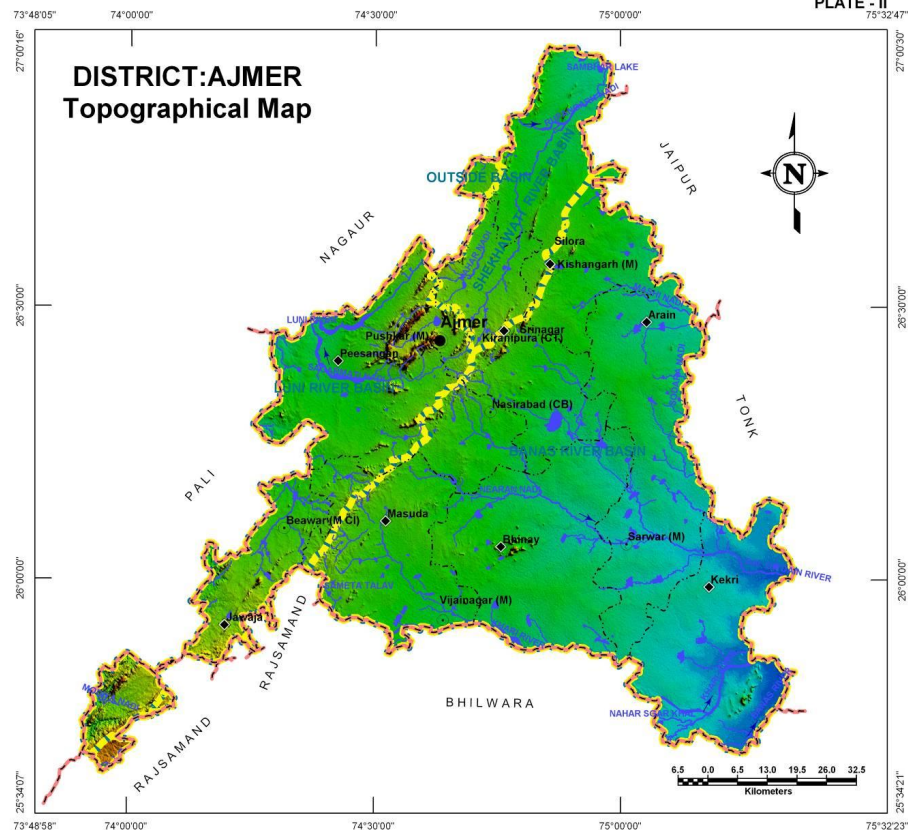 PLATE - II
73°48'05"
74°00'00"
74°30'00"
75°00'00"
75°32'47"
27°00'16"
27°00'30"
DISTRICT:AJMER
Topographical Map
SAMBHAR LAKE
N
JAIPUR
OUTSIDE BASIN
SHEKHAWATI RIVER BASIN
NAGAUR
Silora
Kishangarh (M)
26°30'00"
26°30'00"
Arain
Ajmer
Srinagar
Pushkar (M)
Kiranipura (CT)
Peesangan
LUNI RIVER BASIN
TONK
Nasirabad (CB)
BANAS RIVER BASIN
PALI
Masuda
Beawar (M Cl)
Bhinay
Sarwar (M)
26°00'00"
26°00'00"
Kekri
Vijainagar (M)
Jawaja
RAJSAMAND
BHILWARA
RAJSAMAND
6.5 0.0 6.5 13.0 19.5 26.0 32.5
Kilometers
25°34'07"
25°34'21"
73°48'58"
74°00'00"
74°30'00"
75°00'00"
75°32'23"